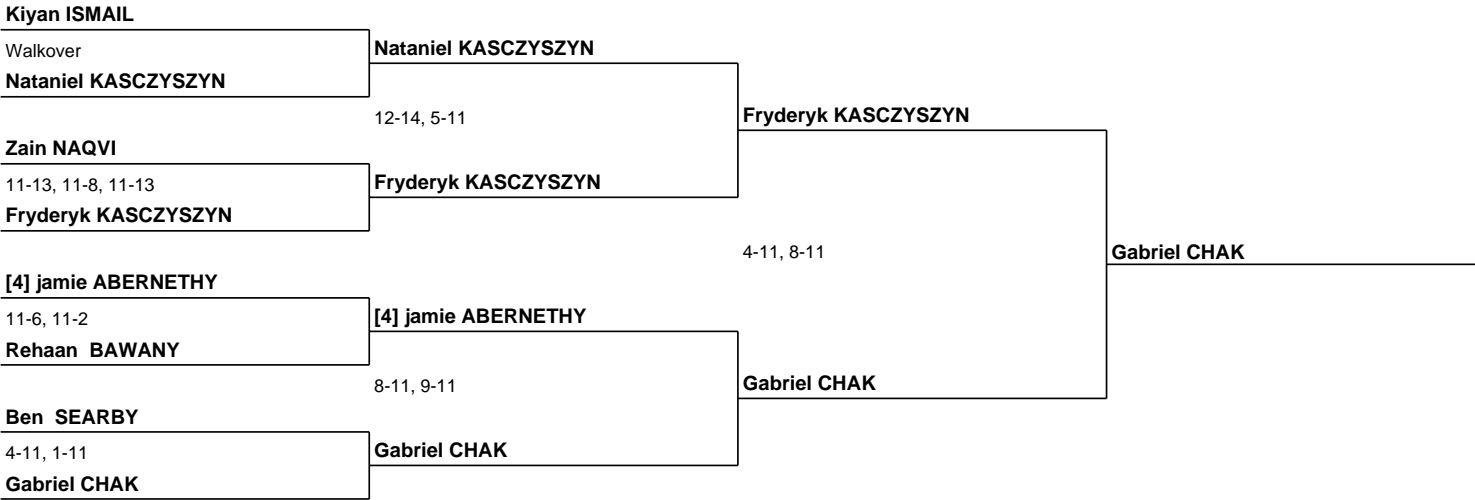 Kiyan ISMAIL
Walkover
Nataniel KASCZYSZYN
Nataniel KASCZYSZYN
12-14, 5-11
Fryderyk KASCZYSZYN
Zain NAQVI
11-13, 11-8, 11-13
Fryderyk KASCZYSZYN
Fryderyk KASCZYSZYN
4-11, 8-11
Gabriel CHAK
[4] jamie ABERNETHY
11-6, 11-2
[4] jamie ABERNETHY
Rehaan  BAWANY
8-11, 9-11
Gabriel CHAK
Ben  SEARBY
4-11, 1-11
Gabriel CHAK
Gabriel CHAK